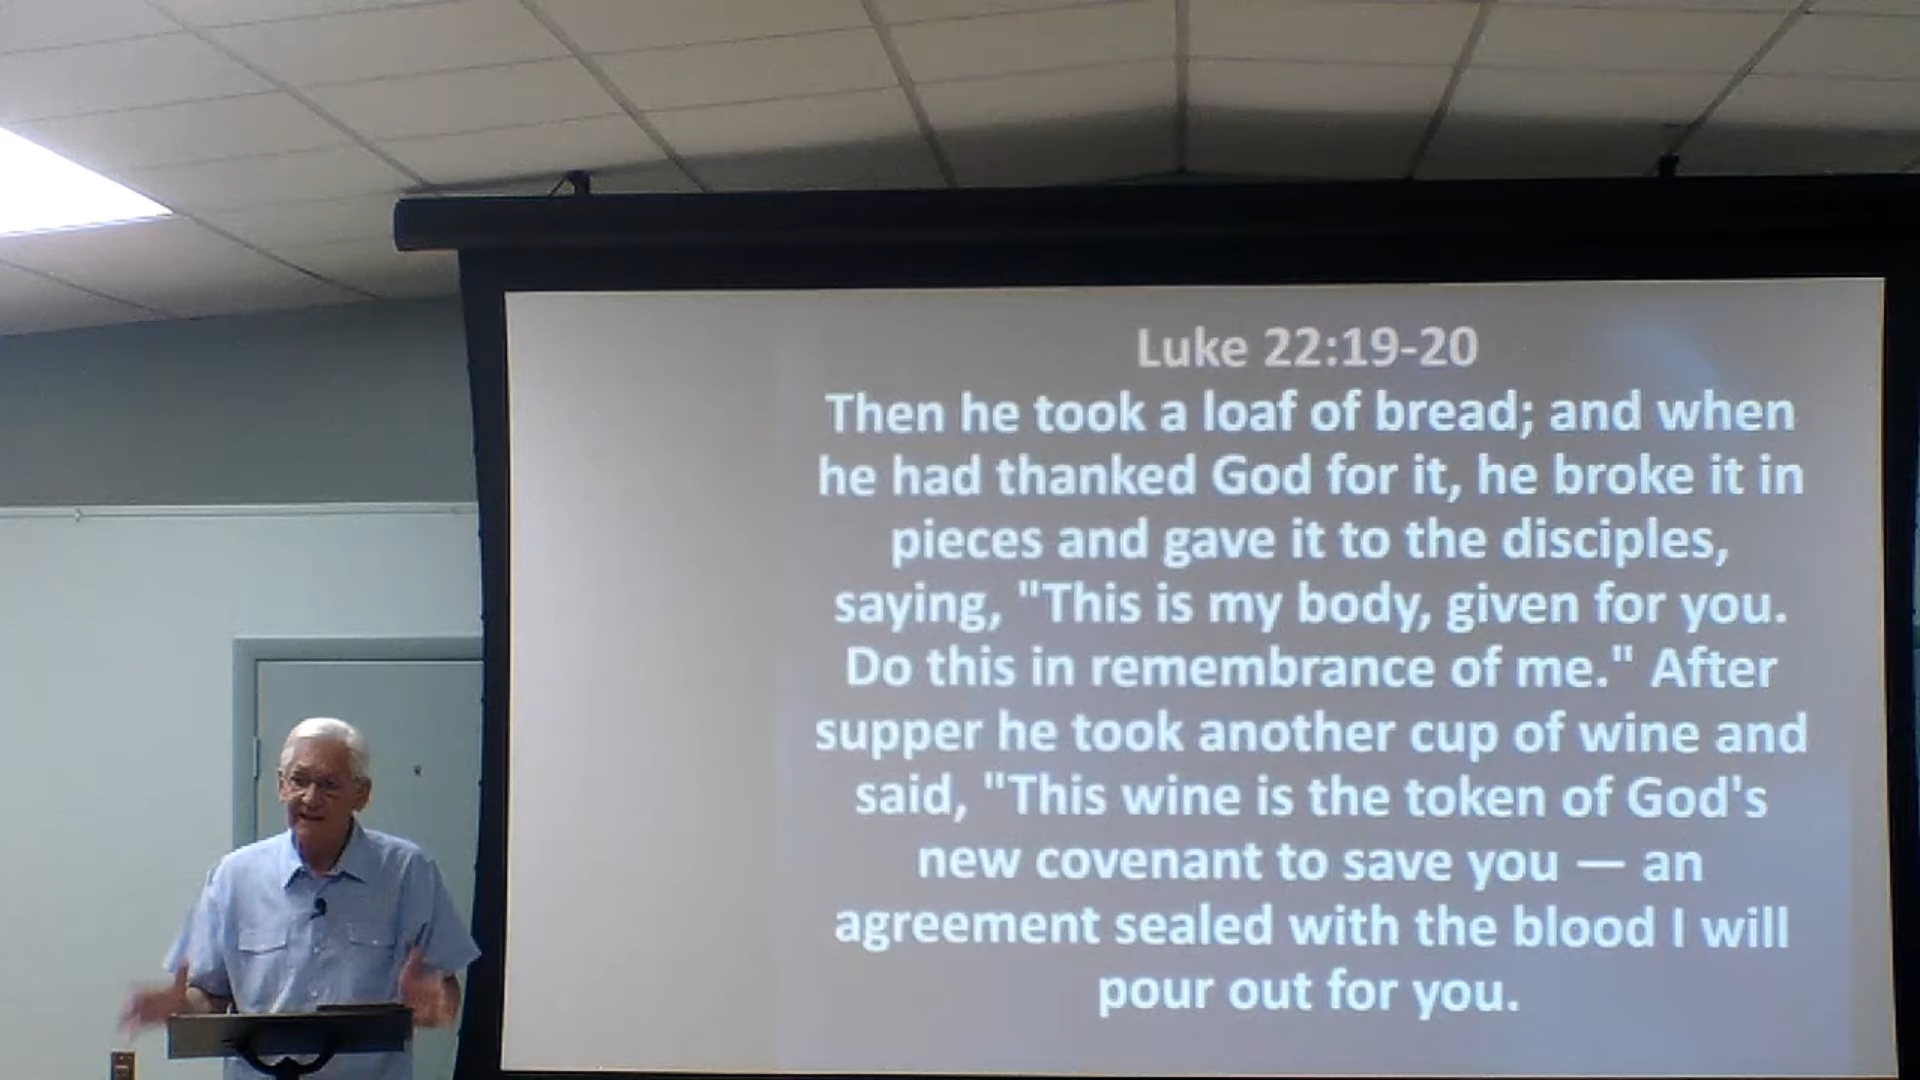 Luke 22:19-20
Then he took a loaf of bread; and when
he had thanked God for it, he broke it in
pieces and gave it to the disciples,
saying, "This is my body, given for you.
Do this in remembrance of me." After
supper he took another cup of wine and
said, "This wine is the token of God's
new covenant to save you — an
agreement sealed with the blood I will
pour out for you.